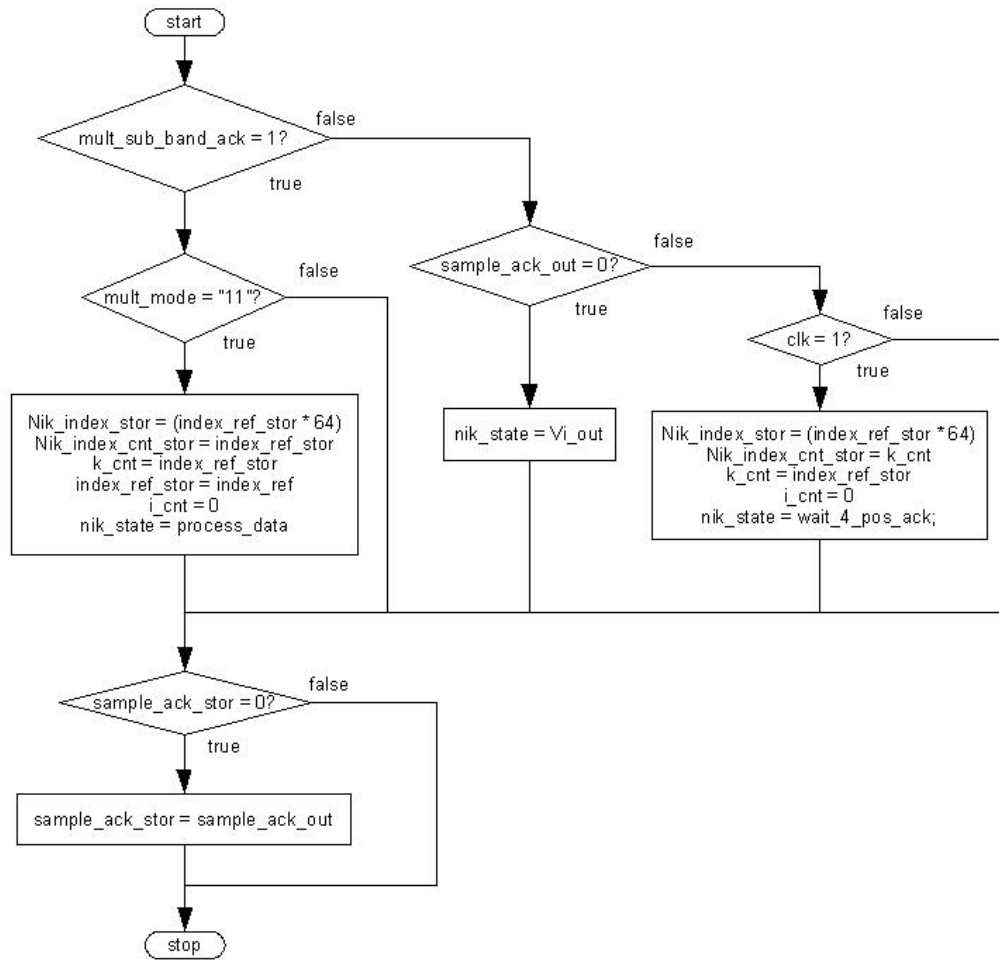 start
false
mult_sub_band_ack = 1?
true
false
false
sample_ack_out = 0?
mult_mode = "11"?
true
false
clk = 1?
true
true
Nik_index_stor = (index_ref_stor * 64)
Nik_index_cnt_stor = index_ref_stor
k_cnt = index_ref_stor
index_ref_stor = index_ref
i_cnt = 0
nik_state = process_data
nik_state = Vi_out
Nik_index_stor = (index_ref_stor * 64)
Nik_index_cnt_stor = k_cnt
k_cnt = index_ref_stor
i_cnt = 0
nik_state = wait_4_pos_ack;
false
sample_ack_stor = 0?
true
sample_ack_stor = sample_ack_out
stop